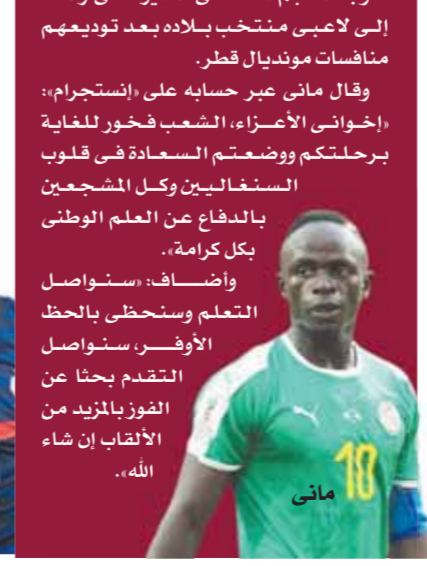 إلى لاعبى منتخب بلاده بعد توديعهم
منافسات مونديال قطر.
وقال مانى عبر حسابه على «إنستجرام»:
«إخوانى الأعزاء، الشعب فخور للغاية
برحلتكم ووضعتم السعادة فى قلوب
السنغاليين وكل المشجعين
بالدفاع عن العلم الوطنى
بكل كرامة».
وأضاف: «سنواصل
التعلم وسنحظى بالحظ
الأوفر، سنواصل
التقدم بحثا عن
الفوز بالمزيد من
الألقاب إن شاء
الله».
10
مانى